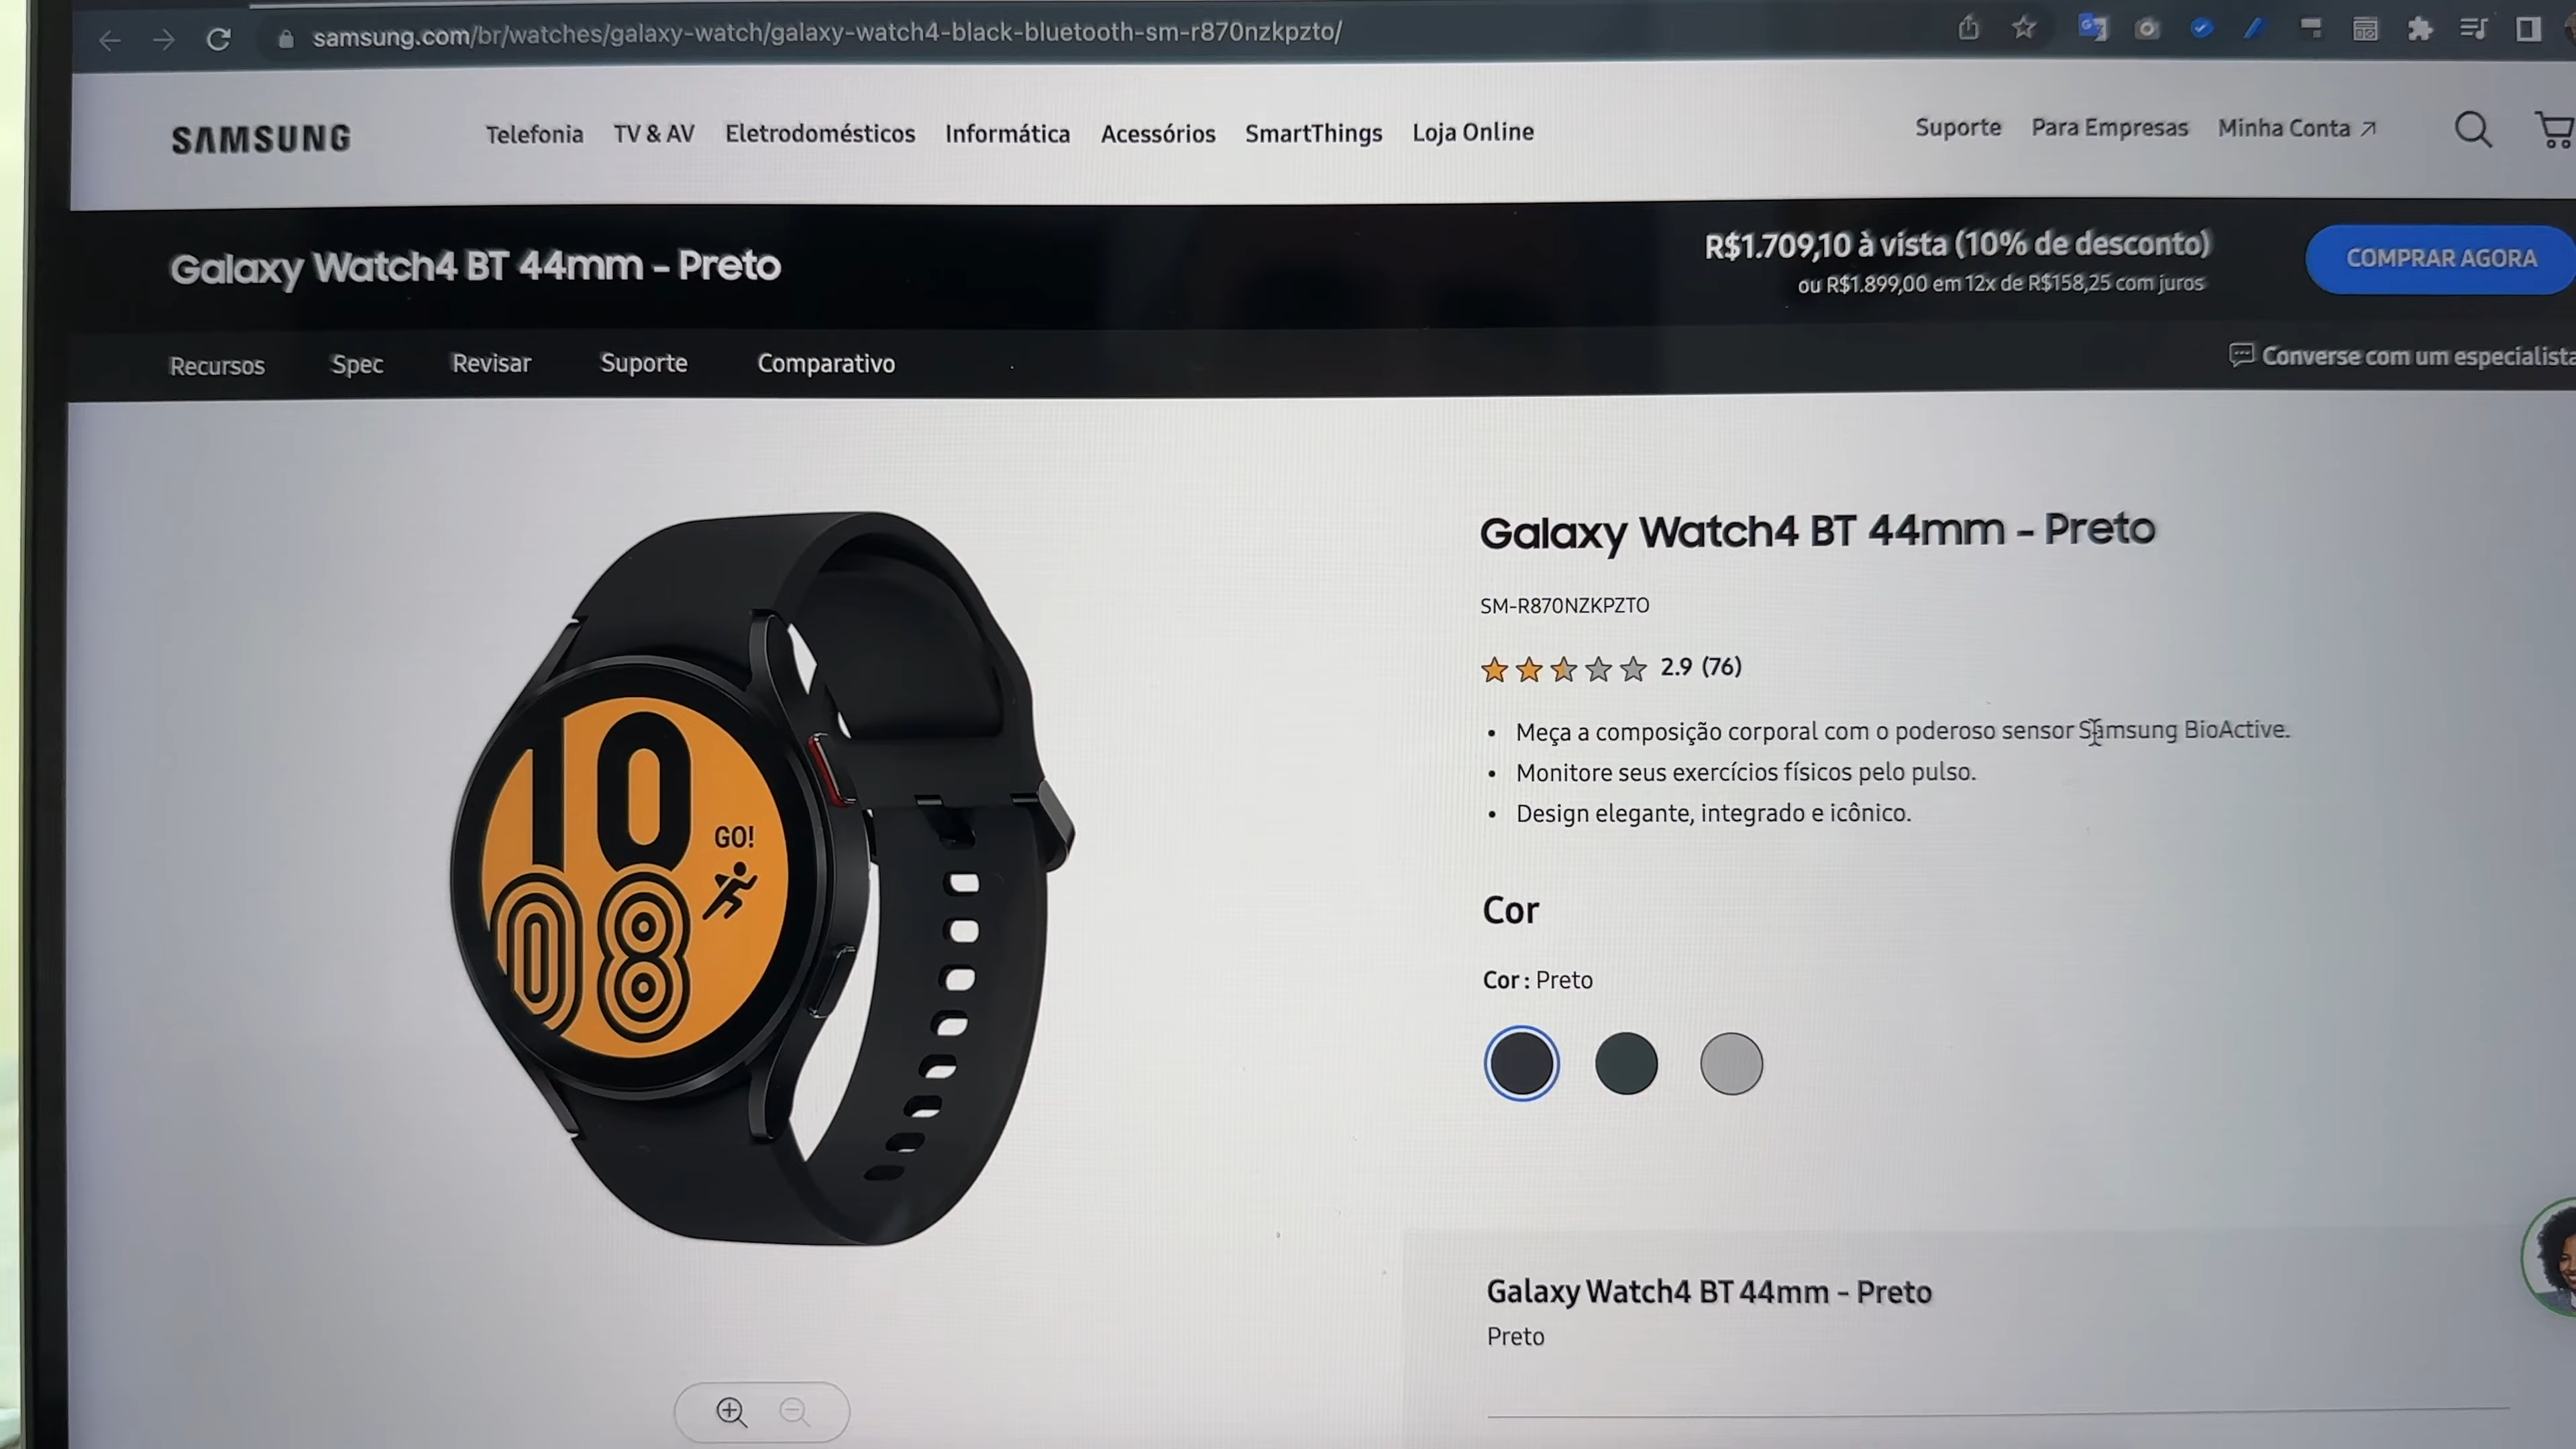 samsung.com/br/watches/galaxy-watch/galaxy-watch4-black-bluetooth-sm-r870nzkpzto/
SAMSUNG Telefonia TV & AV Eletrodomésticos Informática Acessórios SmartThings Loja Online Suporte Para Empresas Minha Conta
Galaxy Watch4 BT 44mm - Preto
R$1.709,10 à vista (10% de desconto)
ou R$1.899,00 em 12x de R$158,25 com juros
COMPRAR AGORA
Recursos Spec Revisar Suporte Comparativo
Converse com um especialista
Galaxy Watch4 BT 44mm - Preto
SM-R870NZKPZTO
2.9 (76)
• Meça a composição corporal com o poderoso sensor Samsung BioActive.
• Monitore seus exercícios físicos pelo pulso.
• Design elegante, integrado e icônico.
10
GO!
08
Cor
Cor : Preto
Galaxy Watch4 BT 44mm - Preto
Preto